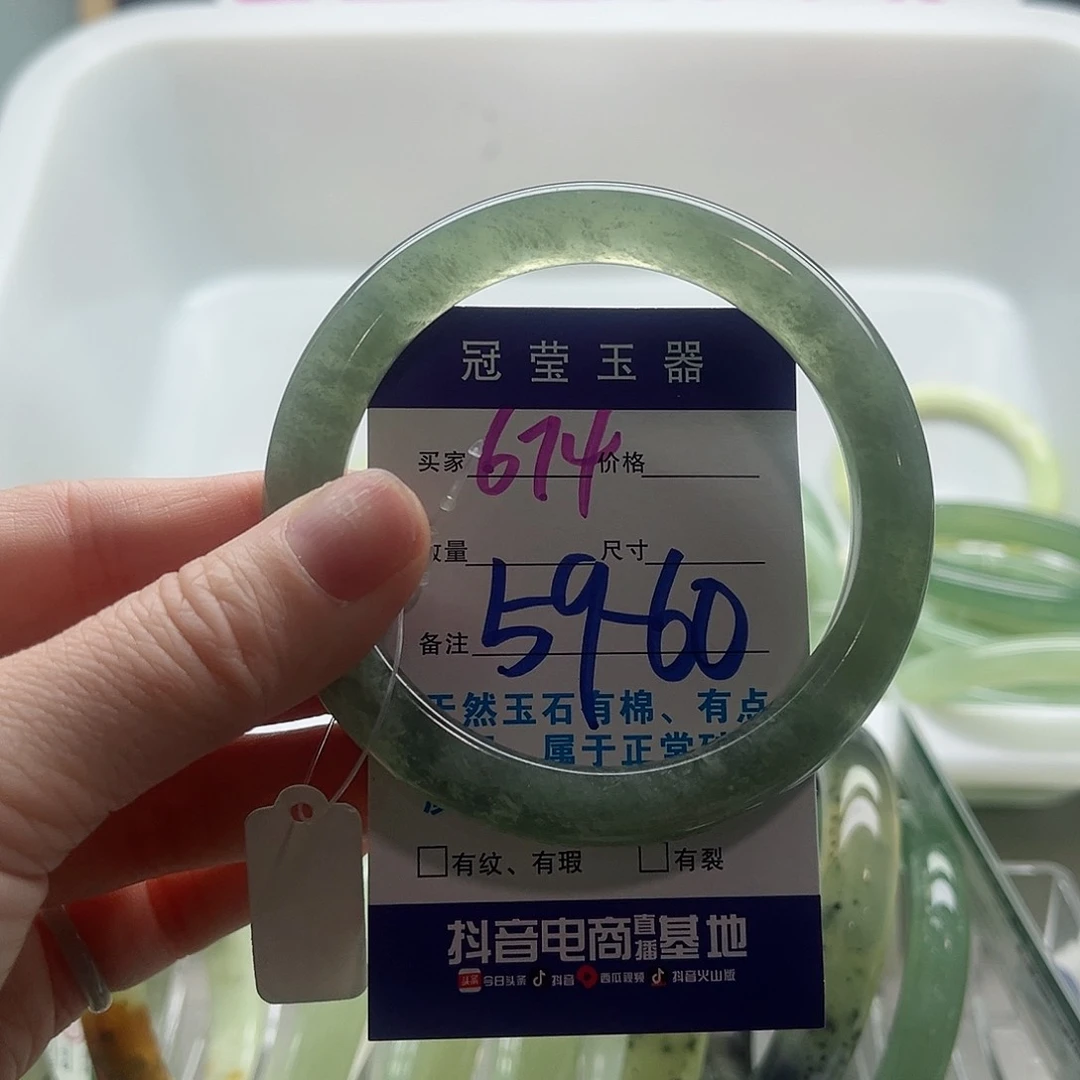 冠莹玉器
买家 674 价格
数量 尺寸
59-60
备注
天然玉石有棉、有点
属于正常
有纹、有瑕 有裂
抖音电商直播基地
头条 今日头条 抖音 西瓜视频 抖音火山版